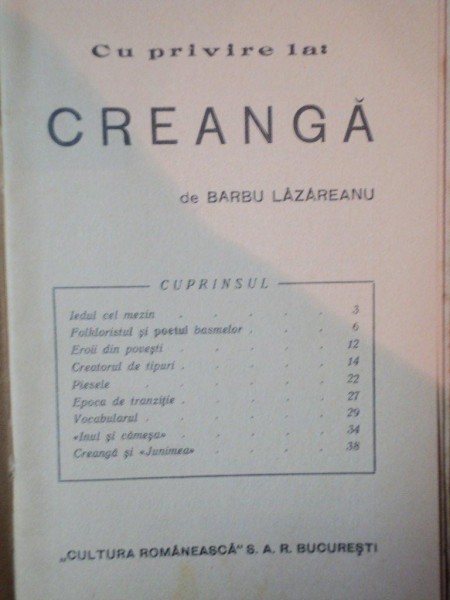 Cu privire la:
CREANGĂ
de BARBU LĂZĂREANU
CUPRINSUL
Iedul cel mezin . . . . . 3
Folkloristul și poetul basmelor . . . . 6
Eroii din povești . . . . . 12
Creatorul de tipuri . . . . . 14
Piesele . . . . . . 22
Epoca de tranziție . . . . . 27
Vocabularul . . . . . . 29
«Inul și cămeșa» . . . . . 34
Creangă și «Junimea» . . . . 38
„CULTURA ROMÂNEASCĂ" S. A. R. BUCUREȘTI